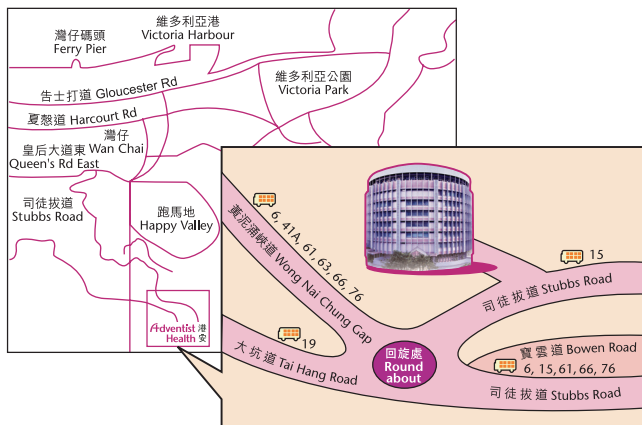 灣仔碼頭
Ferry Pier
維多利亞港
Victoria Harbour
告士打道 Gloucester Rd
維多利亞公園
Victoria Park
夏慤道 Harcourt Rd
灣仔
Wan Chai
皇后大道東
Queen's Rd East
司徒拔道
Stubbs Road
跑馬地
Happy Valley
Adventist 港
Health 安
黃泥涌峽道 Wong Nai Chung Gap
6, 41A, 61, 63, 66, 76
15
司徒拔道 Stubbs Road
19
大坑道 Tai Hang Road
回旋處
Round
about
寶雲道 Bowen Road
6, 15, 61, 66, 76
司徒拔道 Stubbs Road